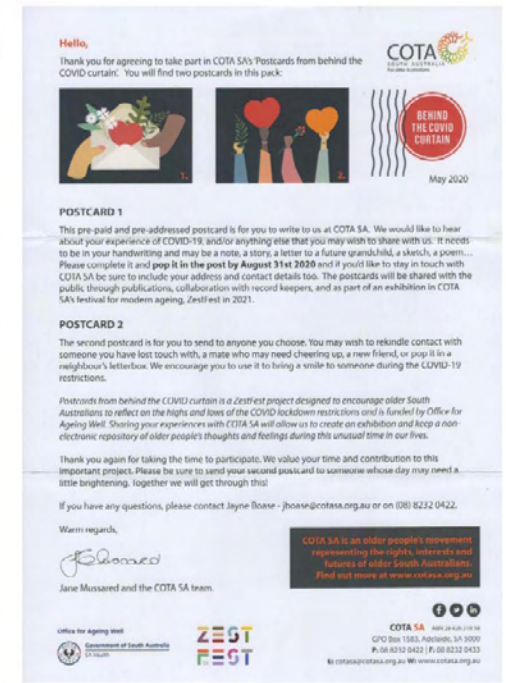 Hello,
Thank you for agreeing to take part in COTA SA's 'Postcards from behind the
COVID curtain'. You will find two postcards in this pack:
COTA
SOUTH AUSTRALIA
For older Australians
1.
2.
BEHIND
THE COVID
CURTAIN
May 2020
POSTCARD 1
This pre-paid and pre-addressed postcard is for you to write to us at COTA SA. We would like to hear
about your experience of COVID-19, and/or anything else that you may wish to share with us. It needs
to be in your handwriting and may be a note, a story, a letter to a future grandchild, a sketch, a poem...
Please complete it and pop it in the post by August 31st 2020 and if you'd like to stay in touch with
COTA SA be sure to include your address and contact details too. The postcards will be shared with the
public through publications, collaboration with record keepers, and as part of an exhibition in COTA
SA's festival for modern ageing, ZestFest in 2021.
POSTCARD 2
The second postcard is for you to send to anyone you choose. You may wish to rekindle contact with
someone you have lost touch with, a mate who may need cheering up, a new friend, or pop it in a
neighbour's letterbox. We encourage you to use it to bring a smile to someone during the COVID-19
restrictions.
Postcards from behind the COVID curtain is a ZestFest project designed to encourage older South
Australians to reflect on the highs and lows of the COVID lockdown restrictions and is funded by Office for
Ageing Well. Sharing your experiences with COTA SA will allow us to create an exhibition and keep a non-
electronic repository of older people's thoughts and feelings during this unusual time in our lives.
Thank you again for taking the time to participate. We value your time and contribution to this
important project. Please be sure to send your second postcard to someone whose day may need a
little brightening. Together we will get through this!
If you have any questions, please contact Jayne Boase - jboase@cotasa.org.au or on (08) 8232 0422.
Warm regards,
Jane Mussared and the COTA SA team.
COTA SA is an older people's movement
representing the rights, interests and
futures of older South Australians.
Find out more at www.cotasa.org.au
Office for Ageing Well
Government of South Australia
SA Health
ZEST
FEST
COTA SA
GPO Box 1583, Adelaide, SA 5000
P: 08 8232 0422 | F: 08 8232 0433
E: cotasa@cotasa.org.au W: www.cotasa.org.au